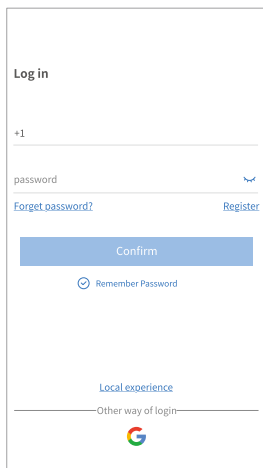 Log in
+1
password
Forget password? Register
Confirm
Remember Password
Local experience
Other way of login